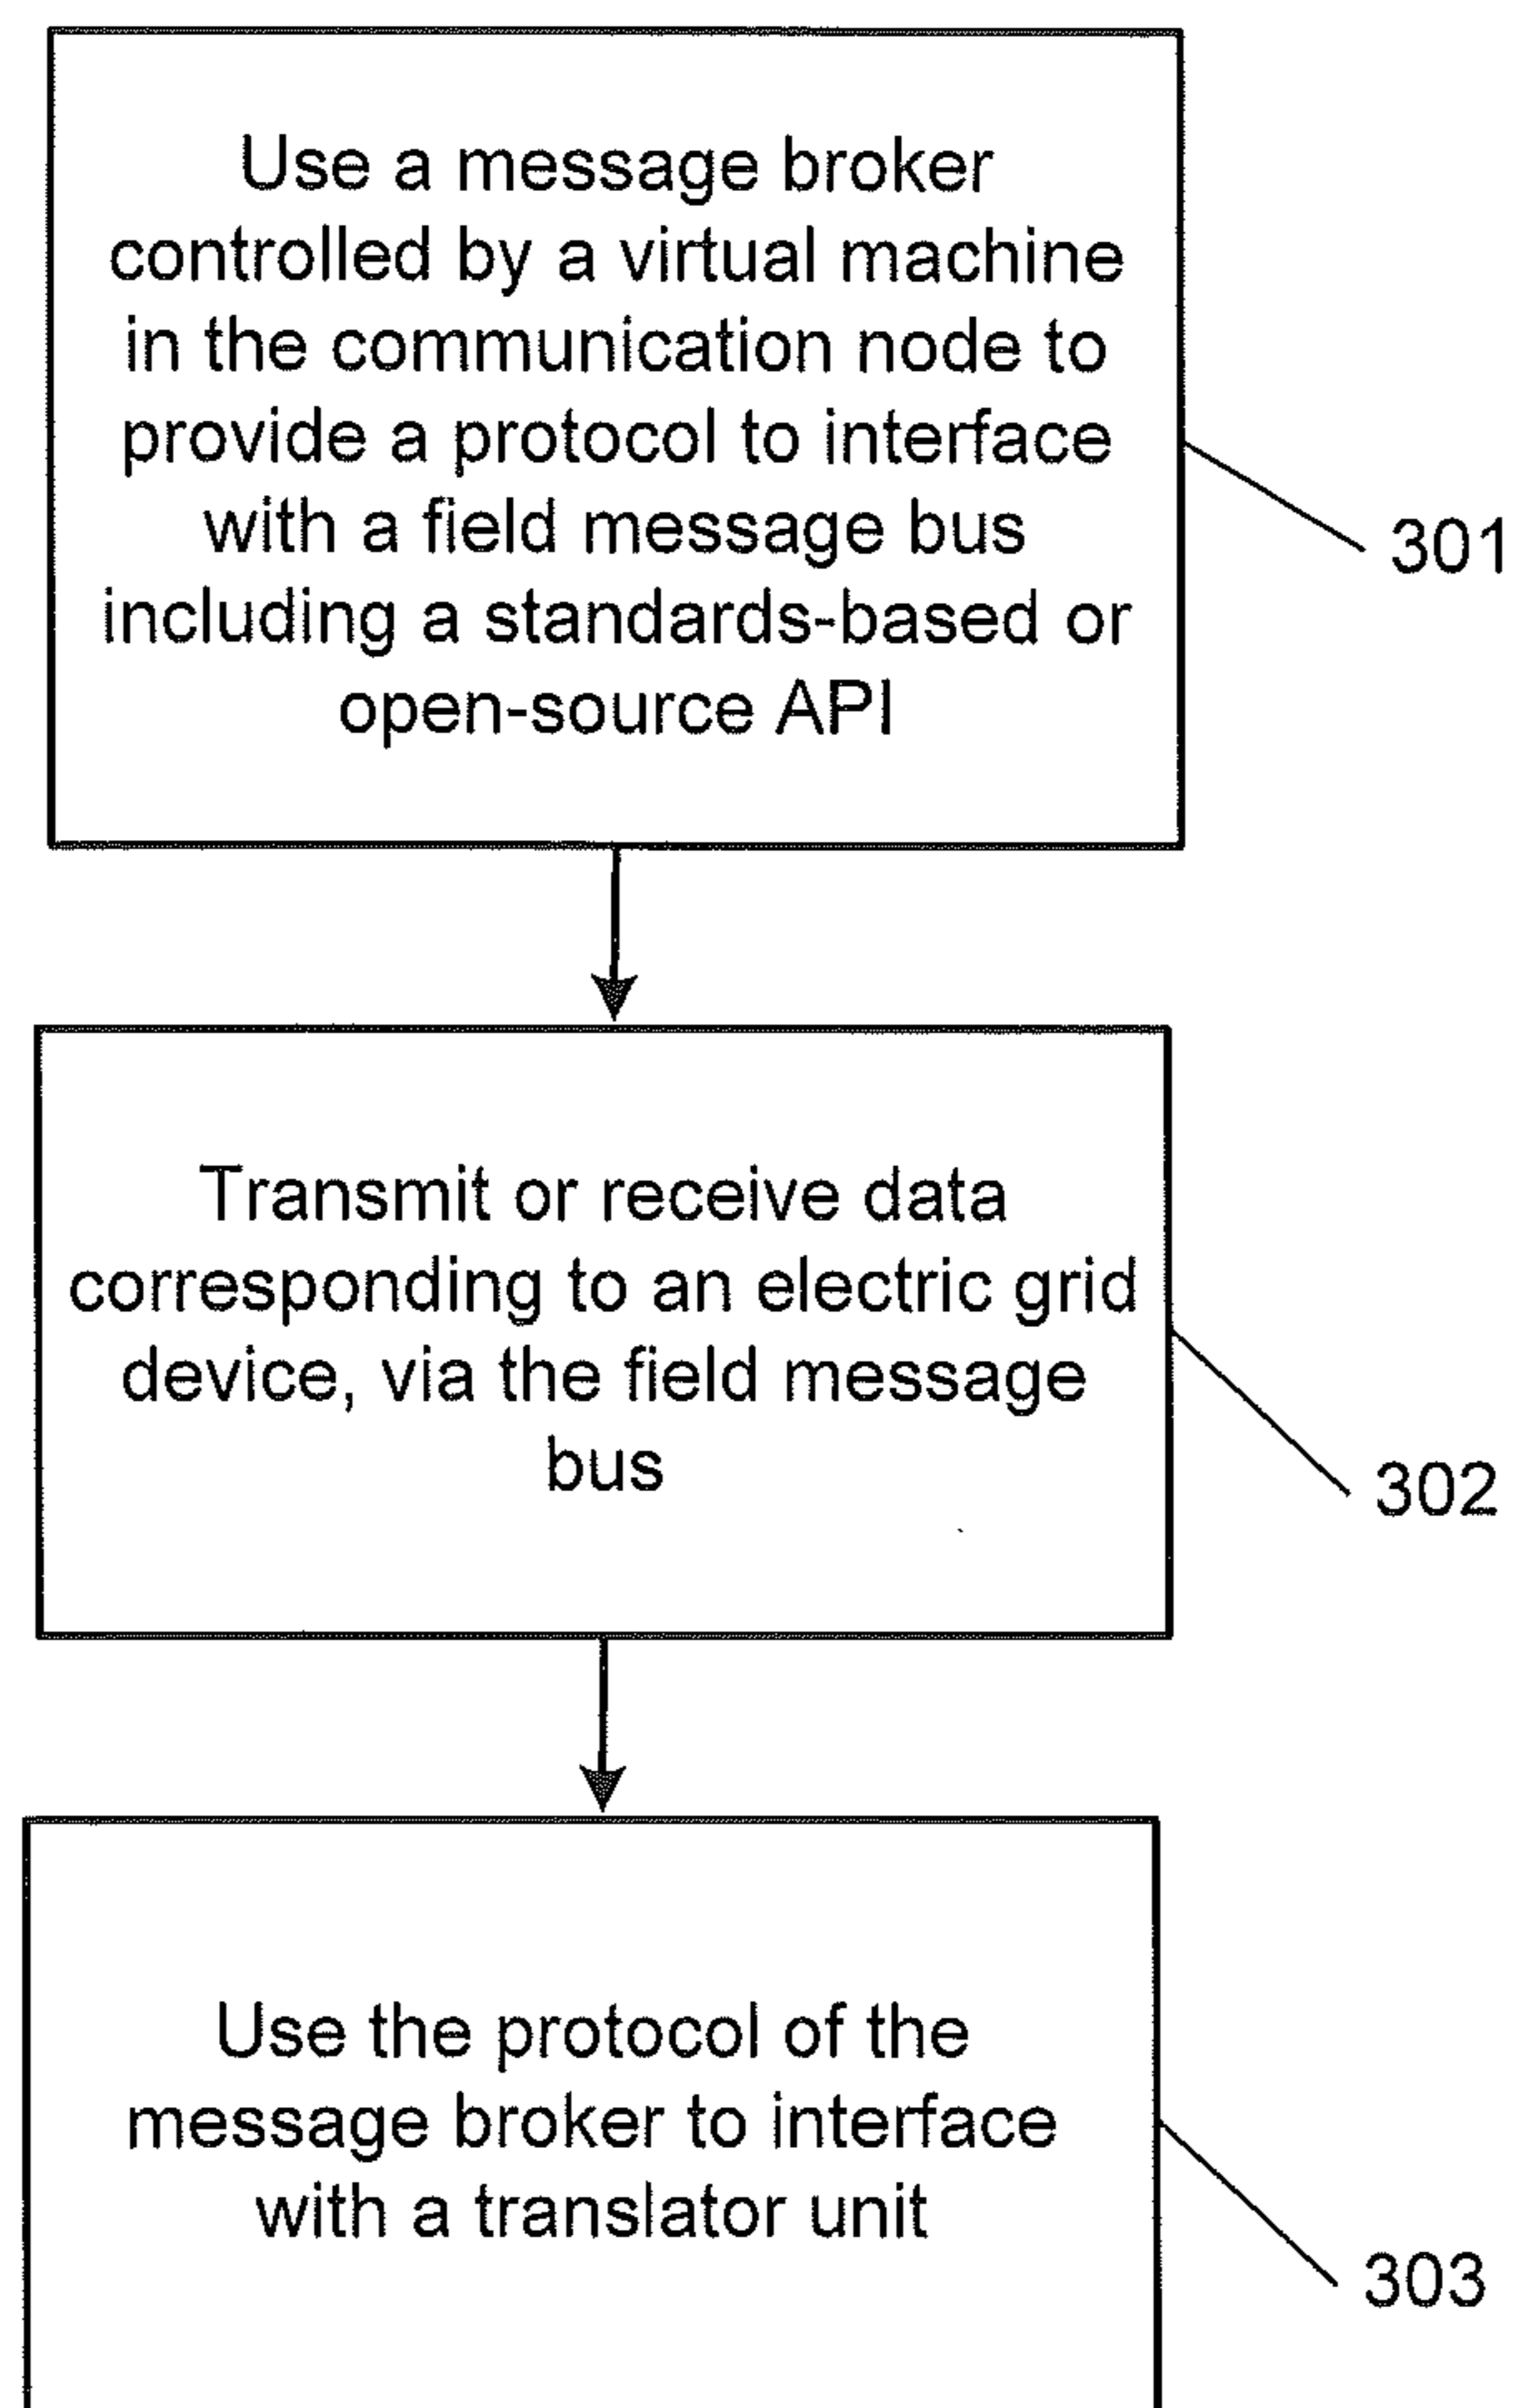 Use a message broker
controlled by a virtual machine
in the communication node to
provide a protocol to interface
with a field message bus
including a standards-based or
open-source API
301
Transmit or receive data
corresponding to an electric grid
device, via the field message
bus
302
Use the protocol of the
message broker to interface
with a translator unit
303